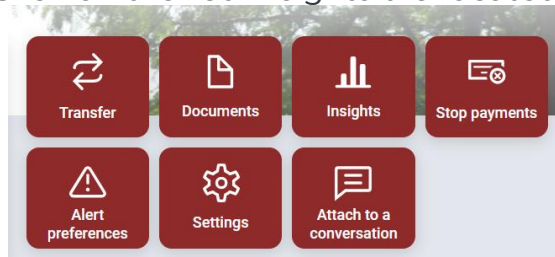 Transfer
Documents
Insights
Stop payments
Alert
preferences
Settings
Attach to a
conversation